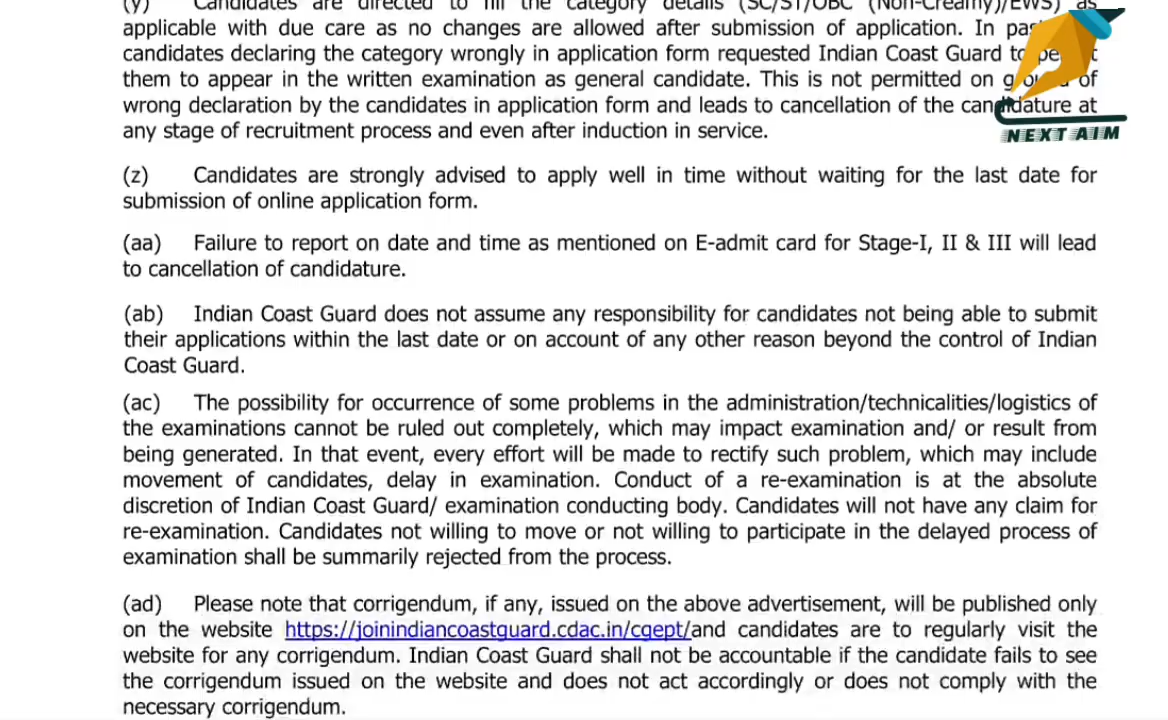 (y) Candidates are directed to fill the category details (SC/ST/OBC (Non-Creamy)/EWS) as
applicable with due care as no changes are allowed after submission of application. In past
candidates declaring the category wrongly in application form requested Indian Coast Guard to
them to appear in the written examination as general candidate. This is not permitted on ground of
wrong declaration by the candidates in application form and leads to cancellation of the candidature at
any stage of recruitment process and even after induction in service.
NEXT AIM
(z) Candidates are strongly advised to apply well in time without waiting for the last date for
submission of online application form.
(aa) Failure to report on date and time as mentioned on E-admit card for Stage-I, II & III will lead
to cancellation of candidature.
(ab) Indian Coast Guard does not assume any responsibility for candidates not being able to submit
their applications within the last date or on account of any other reason beyond the control of Indian
Coast Guard.
(ac) The possibility for occurrence of some problems in the administration/technicalities/logistics of
the examinations cannot be ruled out completely, which may impact examination and/ or result from
being generated. In that event, every effort will be made to rectify such problem, which may include
movement of candidates, delay in examination. Conduct of a re-examination is at the absolute
discretion of Indian Coast Guard/ examination conducting body. Candidates will not have any claim for
re-examination. Candidates not willing to move or not willing to participate in the delayed process of
examination shall be summarily rejected from the process.
(ad) Please note that corrigendum, if any, issued on the above advertisement, will be published only
on the website https://joinindiancoastguard.cdac.in/cgept/and candidates are to regularly visit the
website for any corrigendum. Indian Coast Guard shall not be accountable if the candidate fails to see
the corrigendum issued on the website and does not act accordingly or does not comply with the
necessary corrigendum.